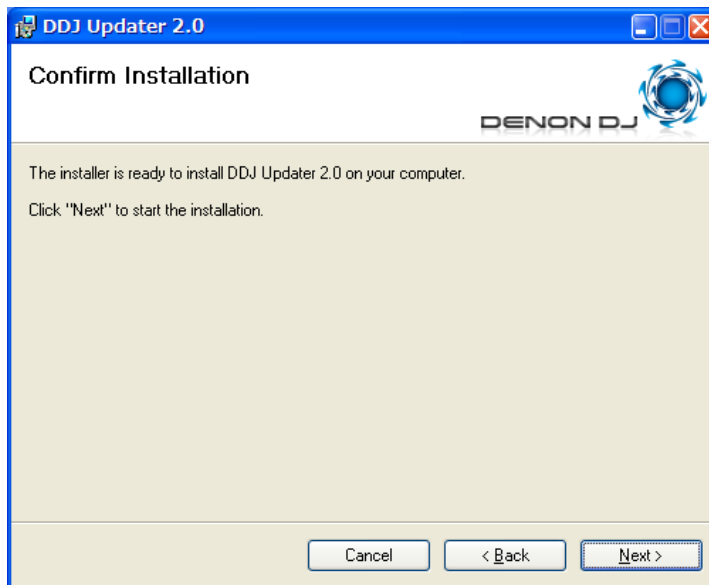 DDJ Updater 2.0
Confirm Installation
DENON DJ
The installer is ready to install DDJ Updater 2.0 on your computer.
Click "Next" to start the installation.
Cancel
< Back
Next >